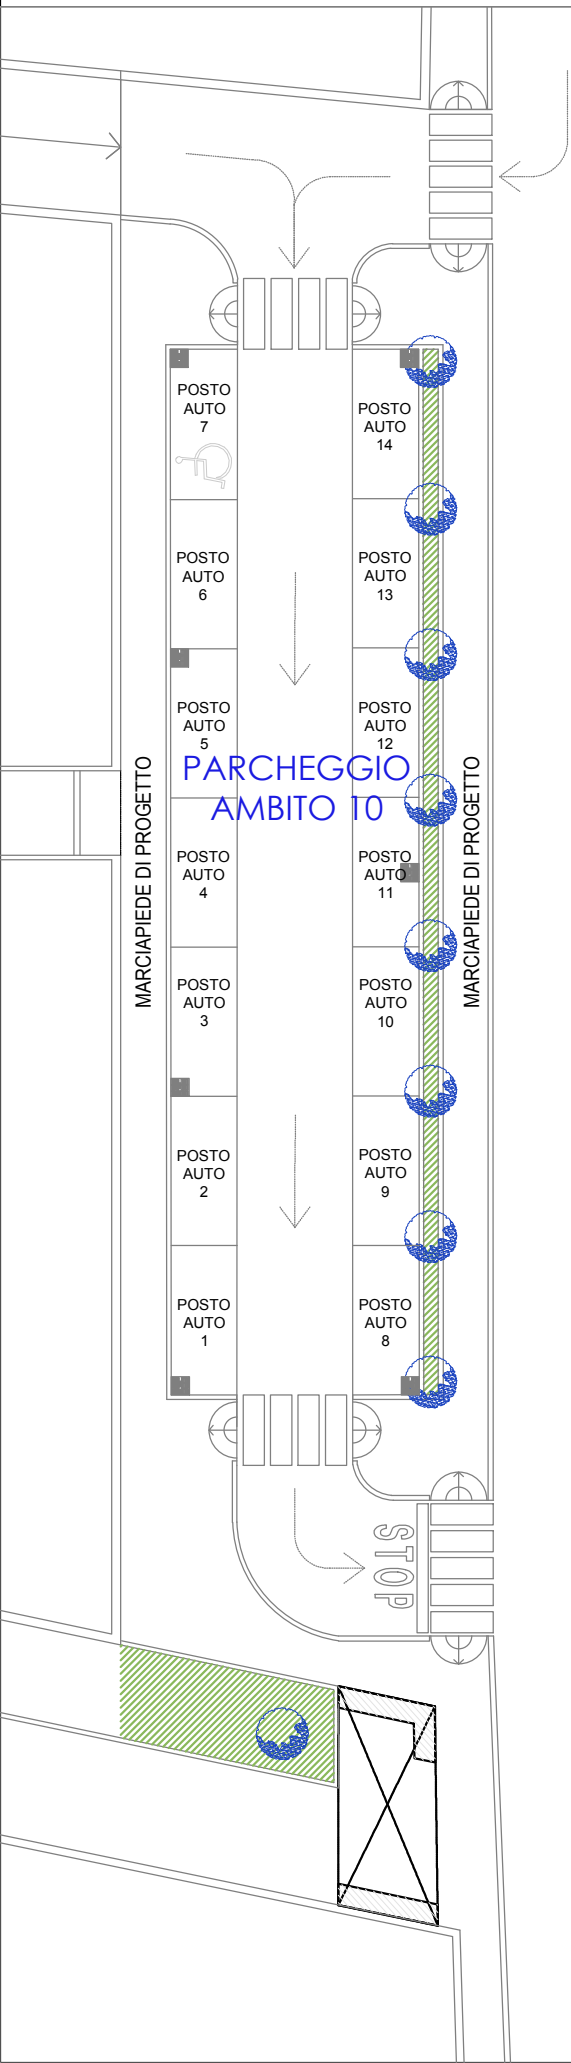 POSTO
AUTO
7
POSTO
AUTO
14
POSTO
AUTO
6
POSTO
AUTO
13
POSTO
AUTO
5
POSTO
AUTO
12
PARCHEGGIO
AMBITO 10
MARCIAPIEDE DI PROGETTO
MARCIAPIEDE DI PROGETTO
POSTO
AUTO
4
POSTO
AUTO
11
POSTO
AUTO
3
POSTO
AUTO
10
POSTO
AUTO
2
POSTO
AUTO
9
POSTO
AUTO
1
POSTO
AUTO
8
STOP